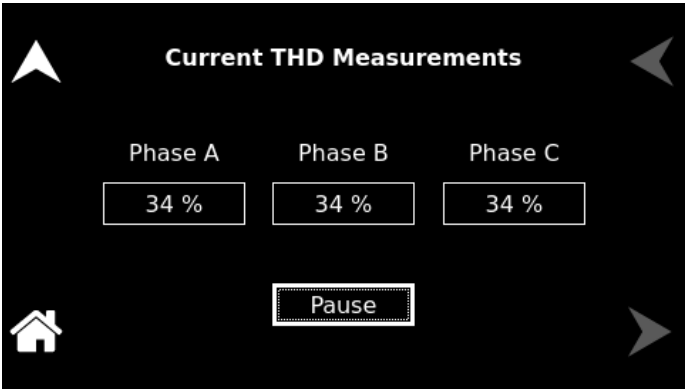 Current THD Measurements
Phase A Phase B Phase C
34 % 34 % 34 %
Pause